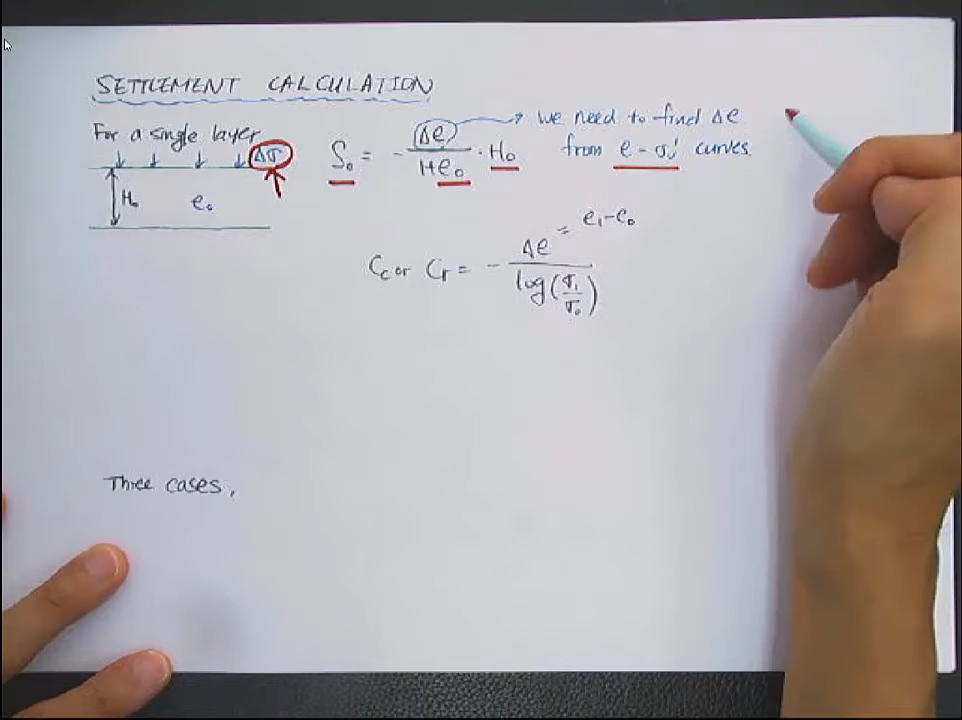 SETTLEMENT CALCULATION
For a single layer
Δσ
H₀
e₀
S₀ = - Δe / 1+e₀ · H₀
→ we need to find Δe
from e - σ' curves.
Cc or Cr = - Δe / log(σ₁/σ₀)
= e₁-e₀
Three cases,